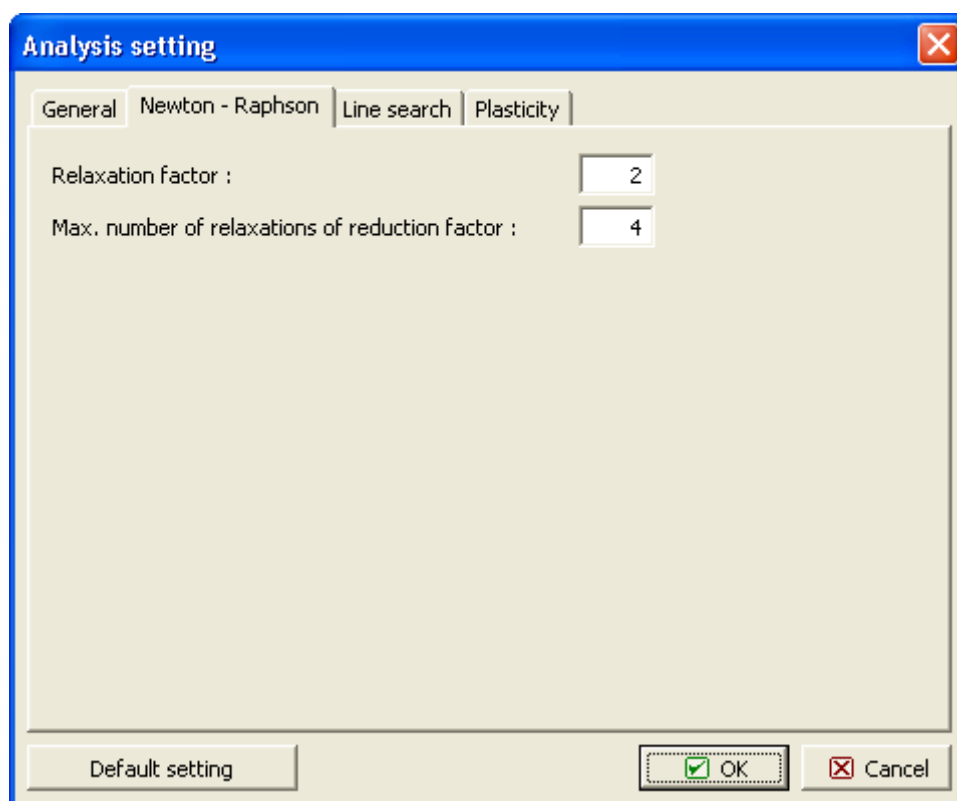 Analysis setting
General Newton - Raphson Line search Plasticity
Relaxation factor : 2
Max. number of relaxations of reduction factor : 4
Default setting OK Cancel